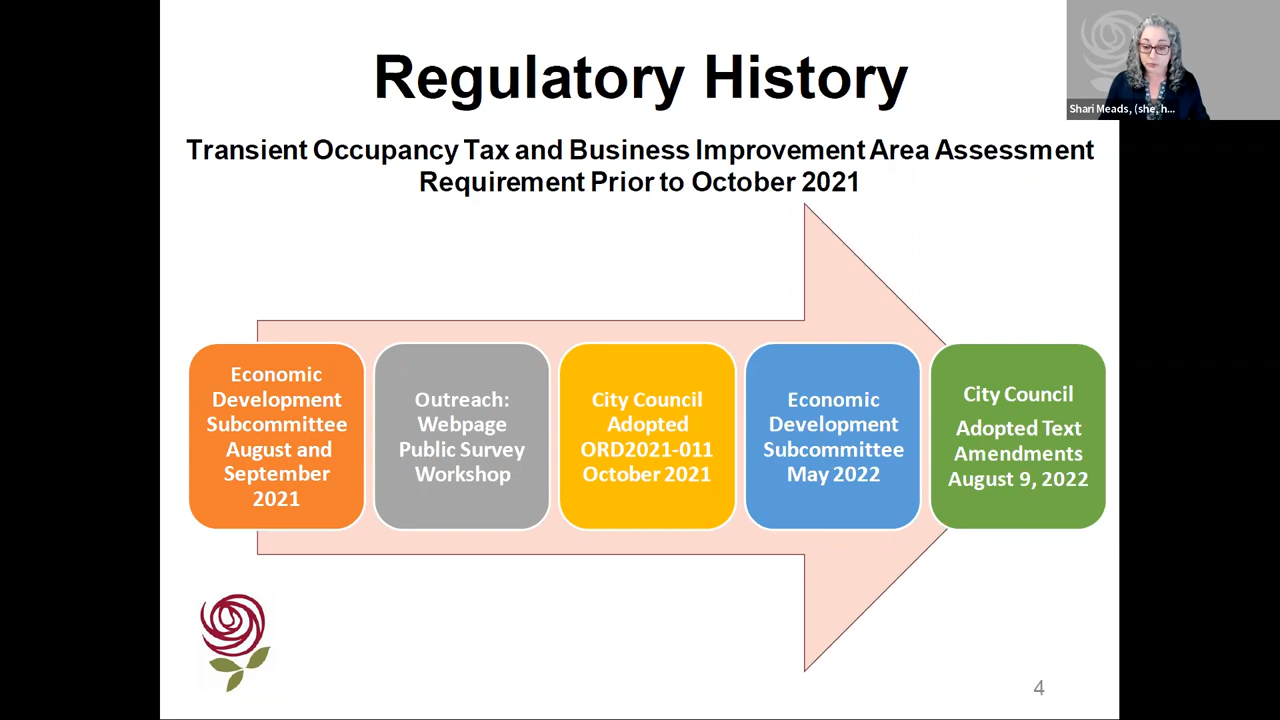 Regulatory History
Shari Meads, (she, h...
Transient Occupancy Tax and Business Improvement Area Assessment
Requirement Prior to October 2021
Economic
Development
Subcommittee
August and
September
2021
Outreach:
Webpage
Public Survey
Workshop
City Council
Adopted
ORD2021-011
October 2021
Economic
Development
Subcommittee
May 2022
City Council
Adopted Text
Amendments
August 9, 2022
4